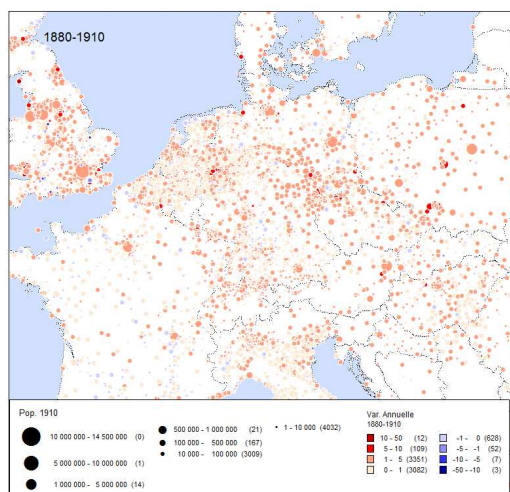 1880-1910
Pop. 1910
10 000 000 - 14 500 000 (0)
5 000 000 - 10 000 000 (1)
1 000 000 - 5 000 000 (14)
500 000 - 1 000 000 (21)
100 000 - 500 000 (167)
10 000 - 100 000 (3009)
1 - 10 000 (4032)
Var. Annuelle
1880-1910
10 - 50 (12)
5 - 10 (109)
1 - 5 (3351)
0 - 1 (3082)
-1 - 0 (628)
-5 - -1 (52)
-10 - -5 (7)
-50 - -10 (3)